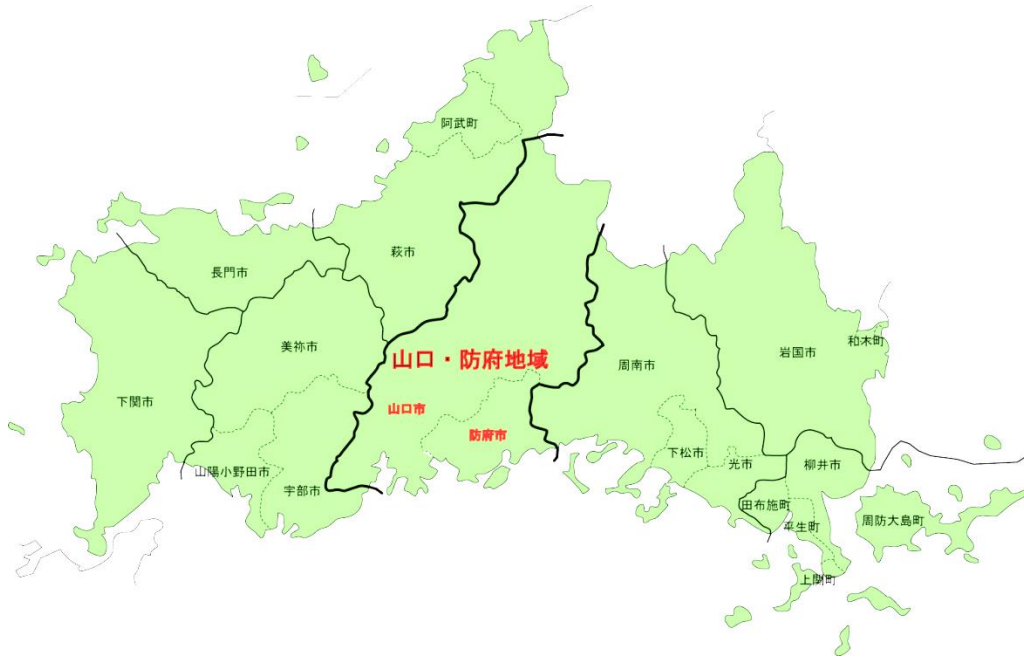 阿武町
萩市
長門市
美祢市
和木町
岩国市
山口・防府地域
周南市
下関市
山口市
防府市
下松市
光市
柳井市
山陽小野田市
宇部市
田布施町
平生町
周防大島町
上関町